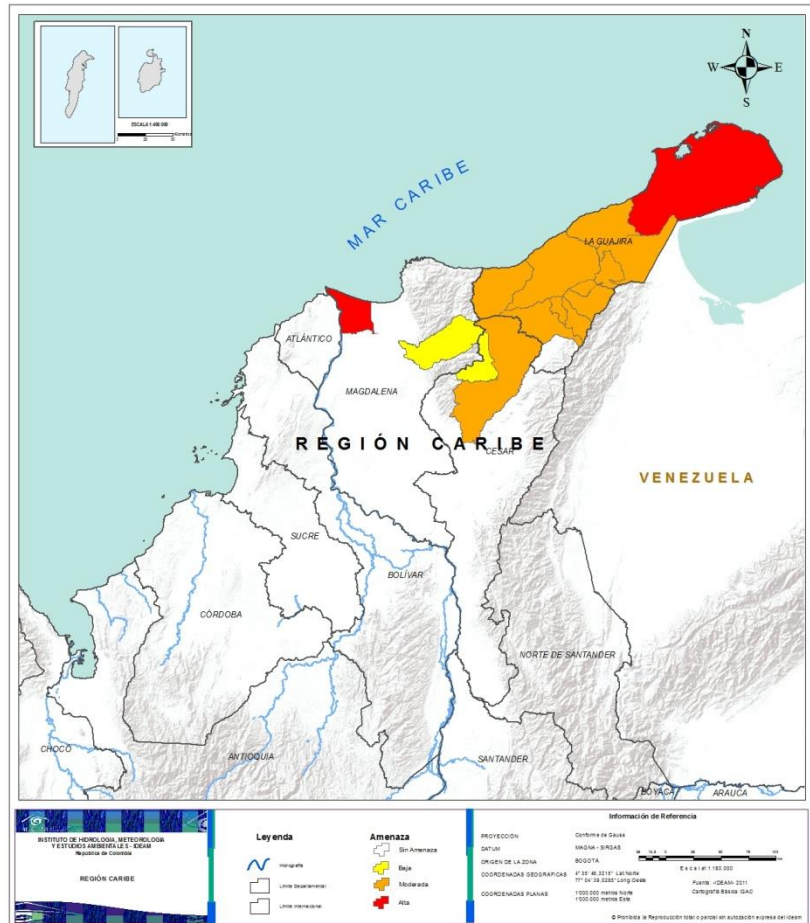 ESCALA 1:400.000
N
W
E
S
MAR CARIBE
LA GUAJIRA
ATLÁNTICO
MAGDALENA
REGIÓN CARIBE
CESAR
VENEZUELA
SUCRE
BOLÍVAR
CÓRDOBA
NORTE DE SANTANDER
CHOCO
ANTIOQUIA
SANTANDER
BOYACA
ARAUCA
INSTITUTO DE HIDROLOGIA, METEOROLOGIA
Y ESTUDIOS AMBIENTALES - IDEAM
República de Colombia
REGIÓN CARIBE
Leyenda
Hidrografía
Límite Departamental
Límite Internacional
Amenaza
Sin Amenaza
Baja
Moderada
Alta
Información de Referencia
PROYECCIÓN
Conforme de Gauss
DATUM
MAGNA - SIRGAS
ORIGEN DE LA ZONA
BOGOTÁ
COORDENADAS GEOGRÁFICAS
COORDENADAS PLANAS
1'000.000 metros Norte
1'000.000 metros Este
Fuente: IDEAM- 2011
Cartografía Básica IGAC
© Prohibida la Reproducción total o parcial sin autorización expresa del Ideam